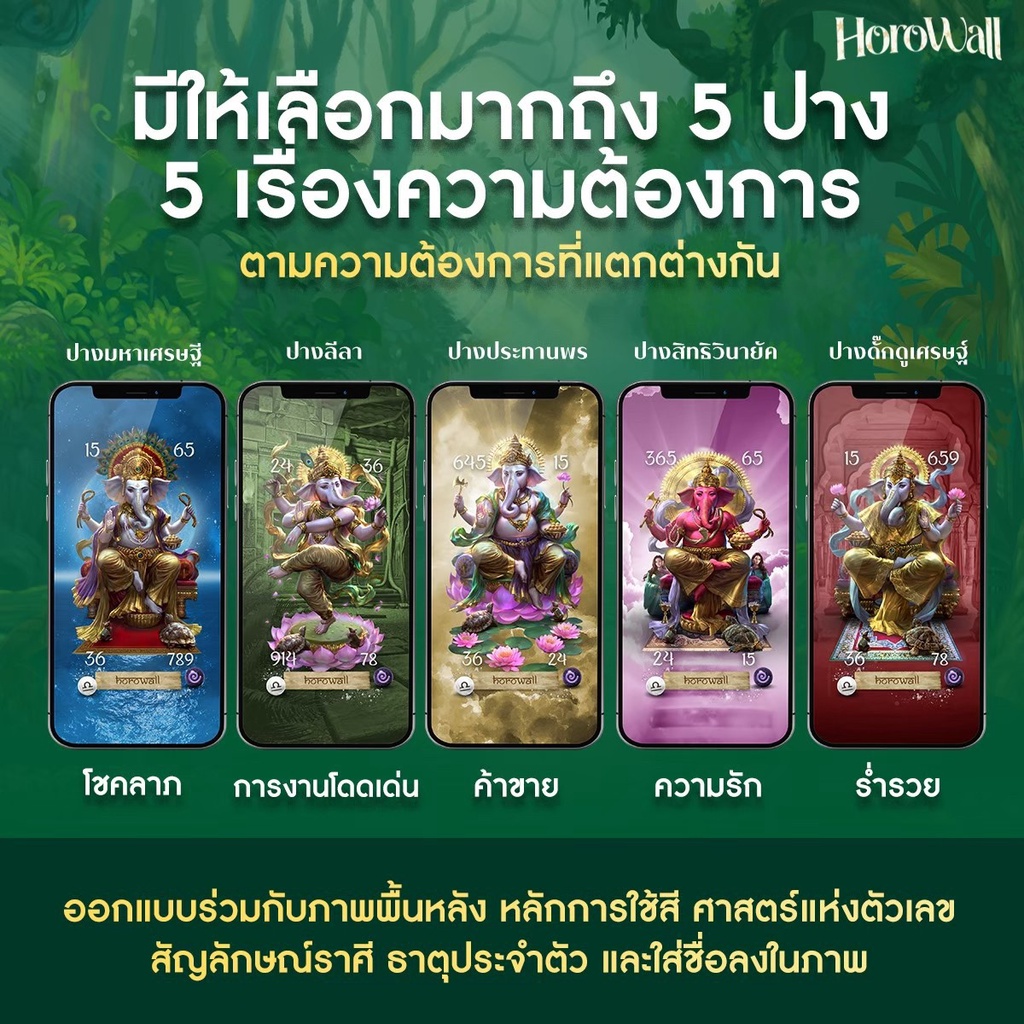 HoroWall
มีให้เลือกมากถึง 5 ปาง
5 เรื่องความต้องการ
ตามความต้องการที่แตกต่างกัน
ปางมหาเศรษฐี ปางลีลา ปางประทานพร ปางสิทธิวินายัค ปางดั๊กดูเศรษฐ์
15 65 24 36 645 15 365 65 15 659
36 789 914 78 36 24 24 15 36 78
horowall horowall horowall horowall horowall
โชคลาภ การงานโดดเด่น ค้าขาย ความรัก ร่ำรวย
ออกแบบร่วมกับภาพพื้นหลัง หลักการใช้สี ศาสตร์แห่งตัวเลข
สัญลักษณ์ราศี ธาตุประจำตัว และใส่ชื่อลงในภาพ